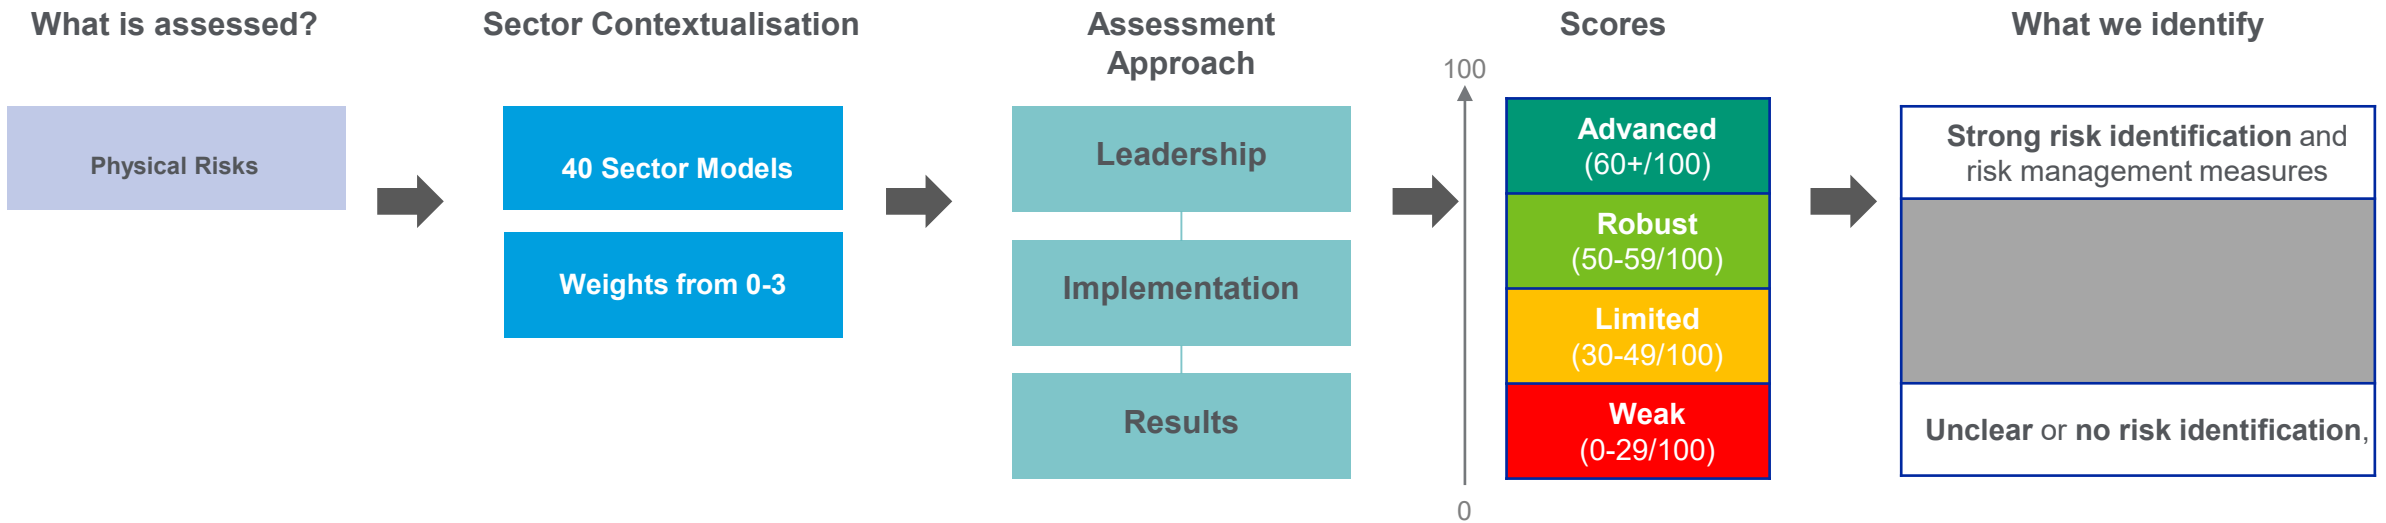 What is assessed?
Physical Risks
Sector Contextualisation
40 Sector Models
Weights from 0-3
Assessment
Approach
Leadership
Implementation
Results
Scores
100
0
Advanced
(60+/100)
Robust
(50-59/100)
Limited
(30-49/100)
Weak
(0-29/100)
What we identify
Strong risk identification and
risk management measures
Unclear or no risk identification,